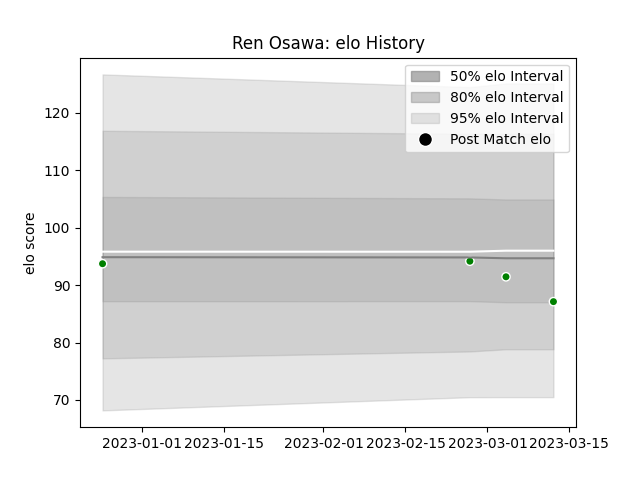 Ren Osawa: elo History
50% elo Interval
80% elo Interval
95% elo Interval
Post Match elo
elo score
120
110
100
90
80
70
2023-01-01 2023-01-15 2023-02-01 2023-02-15 2023-03-01 2023-03-15